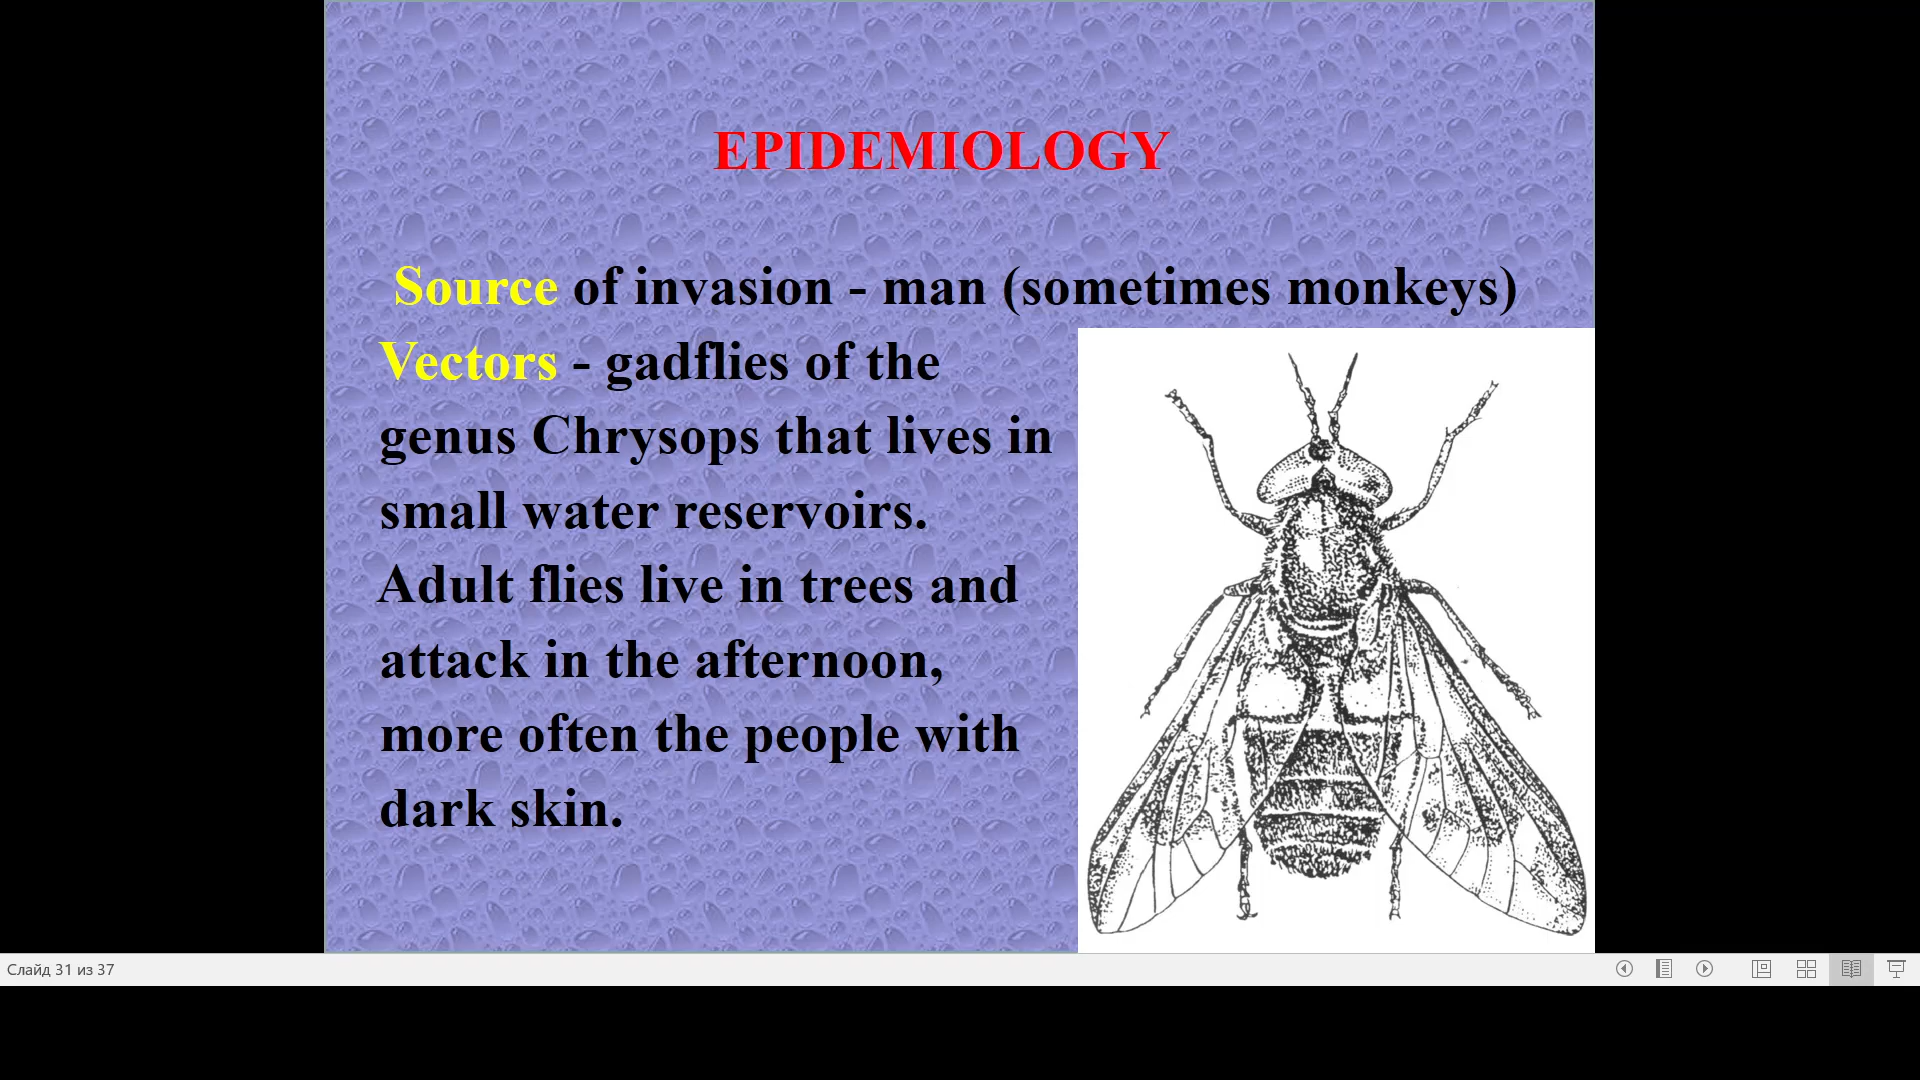 EPIDEMIOLOGY
Source of invasion - man (sometimes monkeys)
Vectors - gadflies of the
genus Chrysops that lives in
small water reservoirs.
Adult flies live in trees and
attack in the afternoon,
more often the people with
dark skin.
Слайд 31 из 37